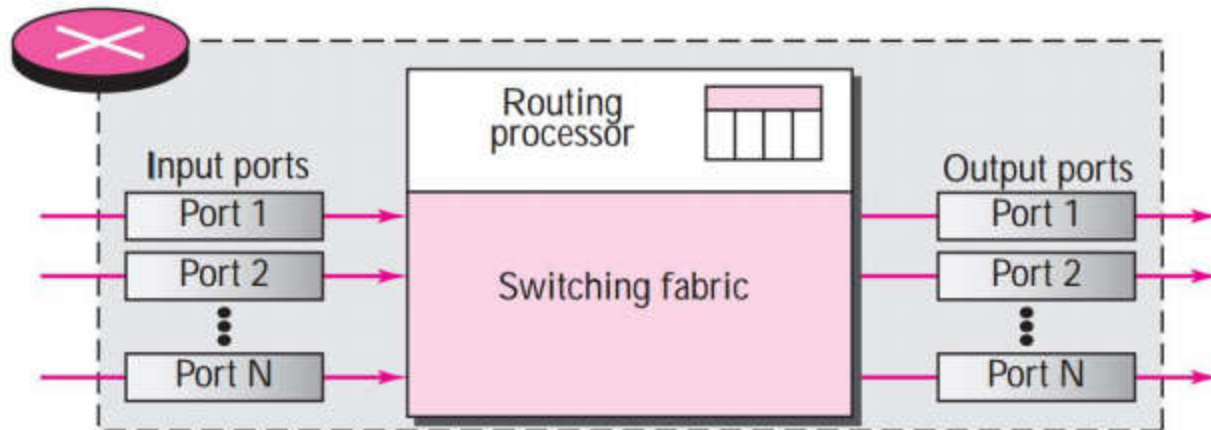 Routing
processor
Input ports
Output ports
Port 1
Port 1
Port 2
Port 2
Switching fabric
Port N
Port N